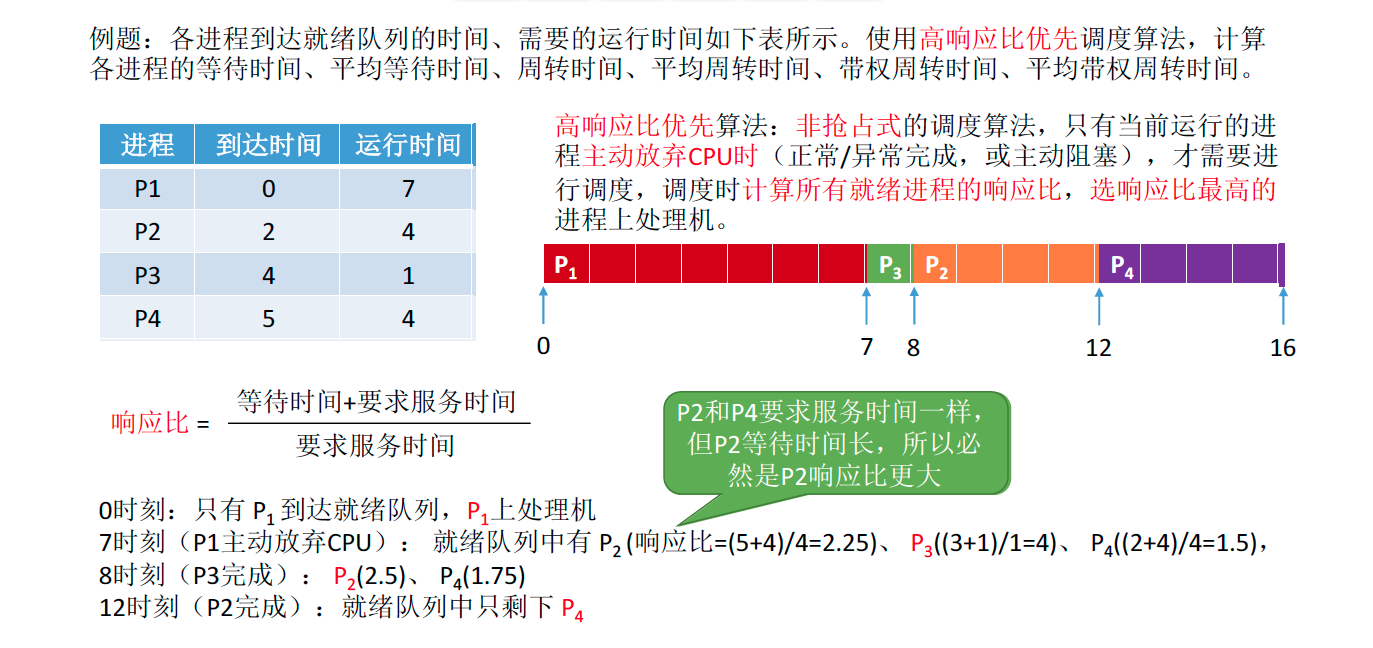 例题：各进程到达就绪队列的时间、需要的运行时间如下表所示。使用高响应比优先调度算法，计算
各进程的等待时间、平均等待时间、周转时间、平均周转时间、带权周转时间、平均带权周转时间。
进程 到达时间 运行时间
P1 0 7
P2 2 4
P3 4 1
P4 5 4
高响应比优先算法：非抢占式的调度算法，只有当前运行的进
程主动放弃CPU时（正常/异常完成，或主动阻塞），才需要进
行调度，调度时计算所有就绪进程的响应比，选响应比最高的
进程上处理机。
P1 P3 P2 P4
0 7 8 12 16
响应比 =
等待时间+要求服务时间
要求服务时间
P2和P4要求服务时间一样，
但P2等待时间长，所以必
然是P2响应比更大
0时刻：只有 P1 到达就绪队列，P1上处理机
7时刻（P1主动放弃CPU）： 就绪队列中有 P2 (响应比=(5+4)/4=2.25)、 P3((3+1)/1=4)、 P4((2+4)/4=1.5)，
8时刻（P3完成）： P2(2.5)、 P4(1.75)
12时刻（P2完成）：就绪队列中只剩下 P4